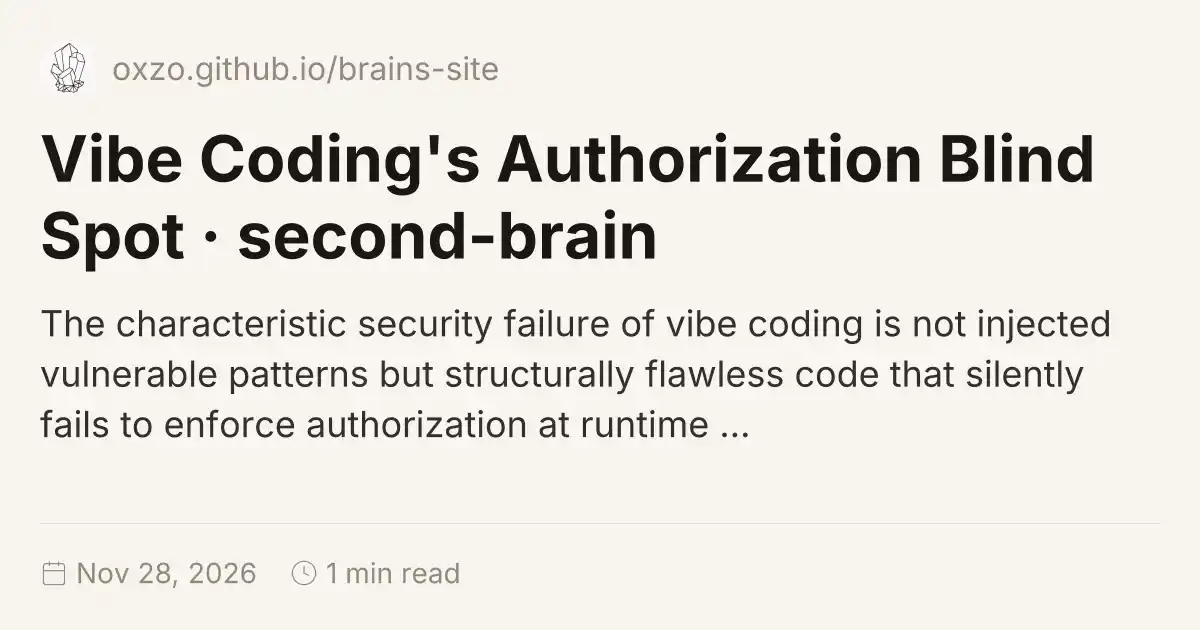 oxzo.github.io/brains-site
Vibe Coding's Authorization Blind
Spot · second-brain
The characteristic security failure of vibe coding is not injected
vulnerable patterns but structurally flawless code that silently
fails to enforce authorization at runtime ...
Nov 28, 2026 1 min read